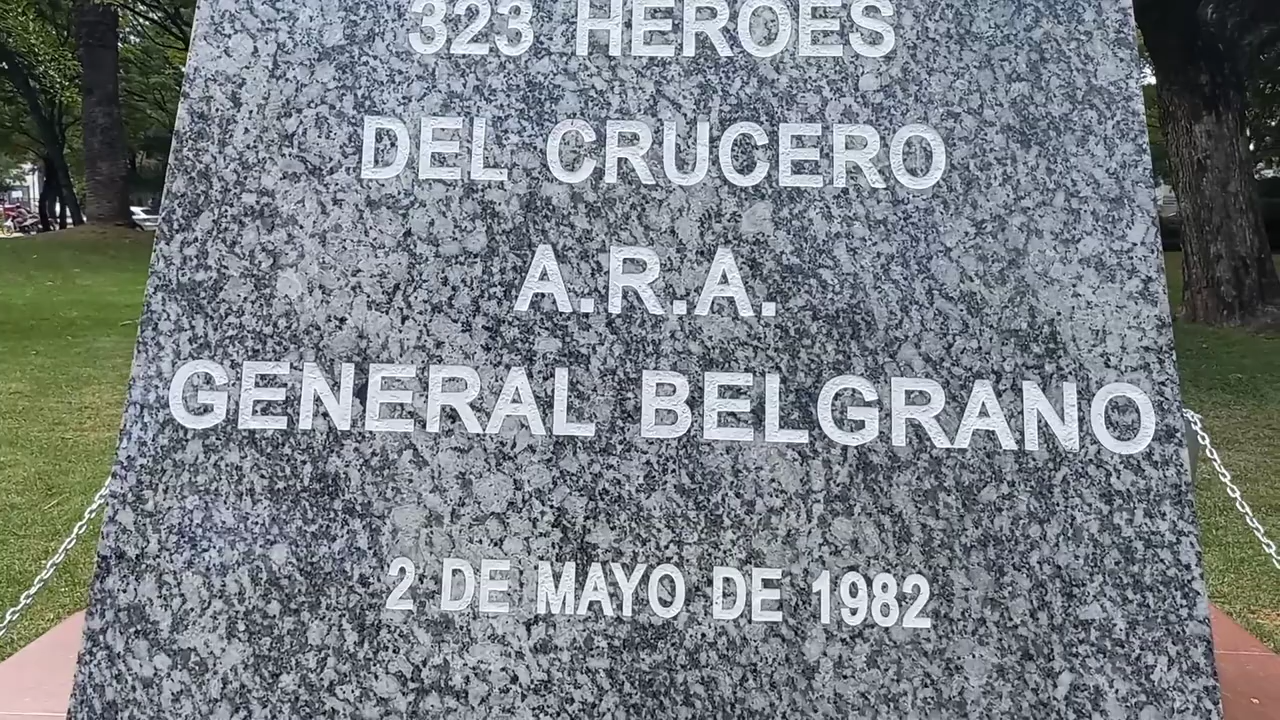 323 HEROES
DEL CRUCERO
A.R.A.
GENERAL BELGRANO
2 DE MAYO DE 1982